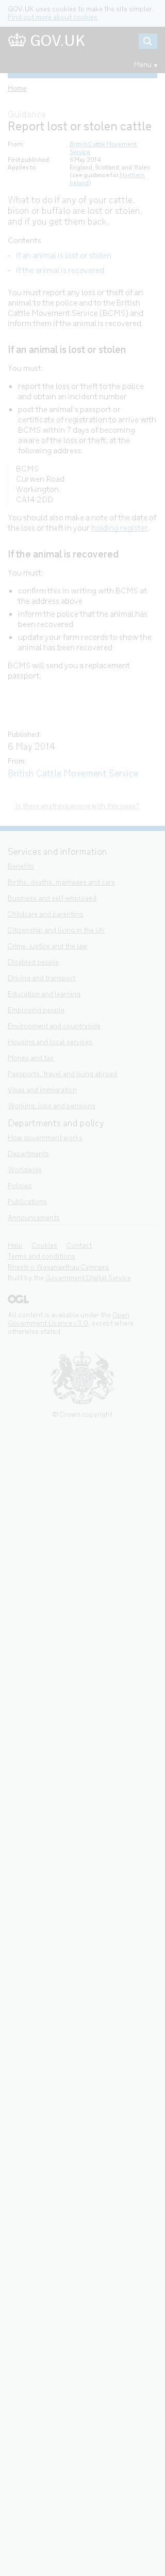 GOV.UK uses cookies to make the site simpler.
Find out more about cookies
GOV.UK
Menu
Home
Guidance
Report lost or stolen cattle
From: British Cattle Movement
Service
First published: 6 May 2014
Applies to: England, Scotland, and Wales
(see guidance for Northern
Ireland)
What to do if any of your cattle,
bison or buffalo are lost or stolen,
and if you get them back.
Contents
- If an animal is lost or stolen
- If the animal is recovered
You must report any loss or theft of an
animal to the police and to the British
Cattle Movement Service (BCMS) and
inform them if the animal is recovered.
If an animal is lost or stolen
You must:
report the loss or theft to the police
and obtain an incident number
post the animal's passport or
certificate of registration to arrive with
BCMS within 7 days of becoming
aware of the loss or theft, at the
following address:
BCMS
Curwen Road
Workington
CA14 2DD
You should also make a note of the date of
the loss or theft in your holding register.
If the animal is recovered
You must:
confirm this in writing with BCMS at
the address above
inform the police that the animal has
been recovered
update your farm records to show the
animal has been recovered
BCMS will send you a replacement
passport.
Published:
6 May 2014
From:
British Cattle Movement Service
Is there anything wrong with this page?
Services and information
Benefits
Births, deaths, marriages and care
Business and self-employed
Childcare and parenting
Citizenship and living in the UK
Crime, justice and the law
Disabled people
Driving and transport
Education and learning
Employing people
Environment and countryside
Housing and local services
Money and tax
Passports, travel and living abroad
Visas and immigration
Working, jobs and pensions
Departments and policy
How government works
Departments
Worldwide
Policies
Publications
Announcements
Help Cookies Contact
Terms and conditions
Rhestr o Wasanaethau Cymraeg
Built by the Government Digital Service
OGL
All content is available under the Open
Government Licence v3.0, except where
otherwise stated
© Crown copyright